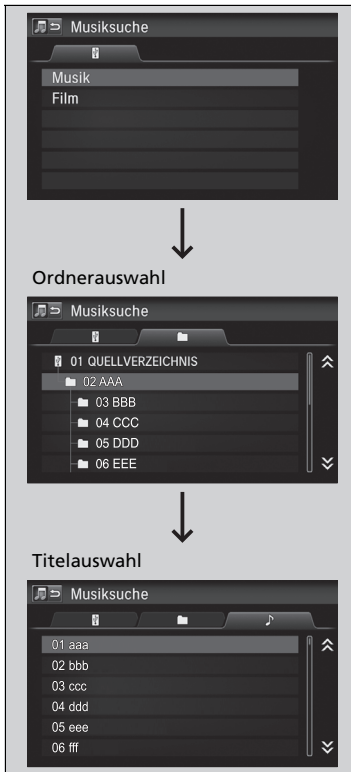 Musiksuche
Musik
Film
Ordnerauswahl
Musiksuche
01 QUELLVERZEICHNIS
02 AAA
03 BBB
04 CCC
05 DDD
06 EEE
Titelauswahl
Musiksuche
01 aaa
02 bbb
03 ccc
04 ddd
05 eee
06 fff